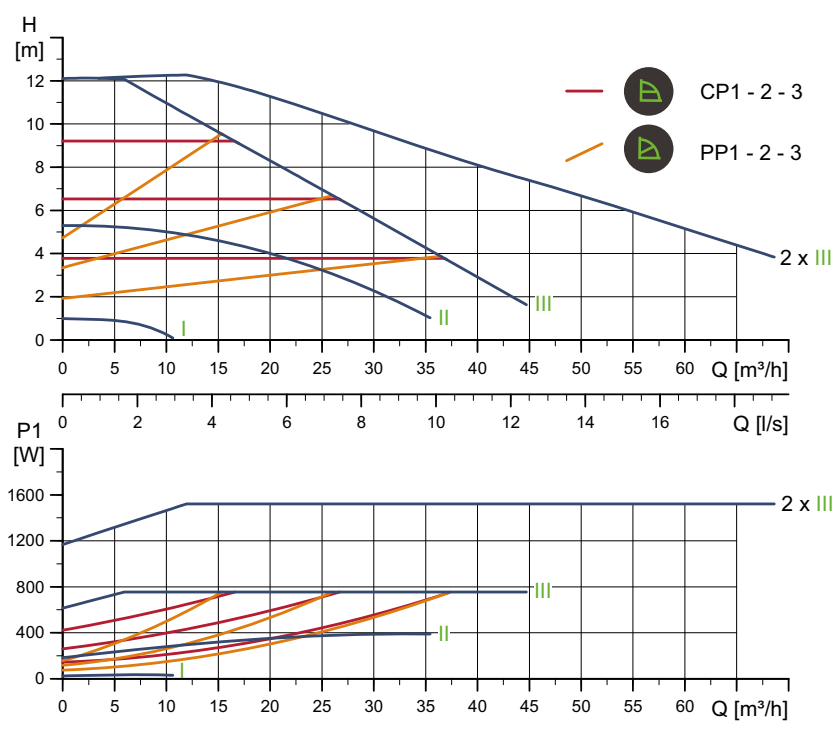 H
[m]
12
10
8
6
4
2
0
CP1 - 2 - 3
PP1 - 2 - 3
2 x III
III
II
I
0 5 10 15 20 25 30 35 40 45 50 55 60 Q [m³/h]
0 2 4 6 8 10 12 14 16 Q [l/s]
P1
[W]
1600
1200
800
400
0
2 x III
III
II
I
0 5 10 15 20 25 30 35 40 45 50 55 60 Q [m³/h]